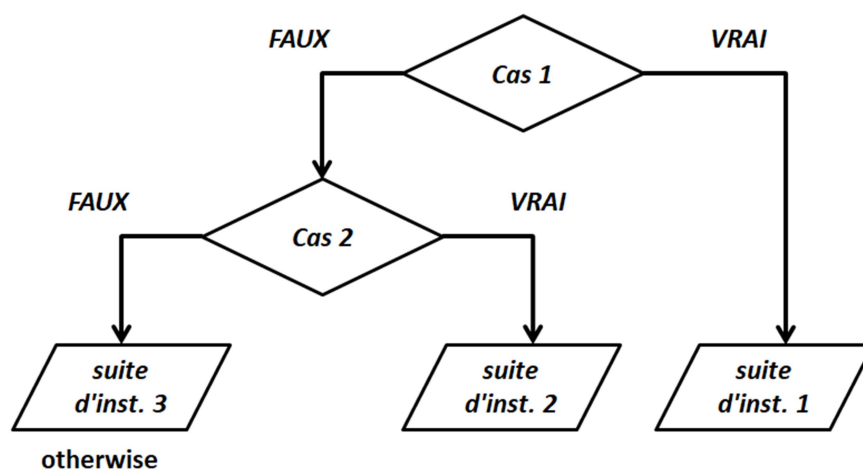 FAUX
VRAI
Cas 1
FAUX
VRAI
Cas 2
suite
d'inst. 3
suite
d'inst. 2
suite
d'inst. 1
otherwise